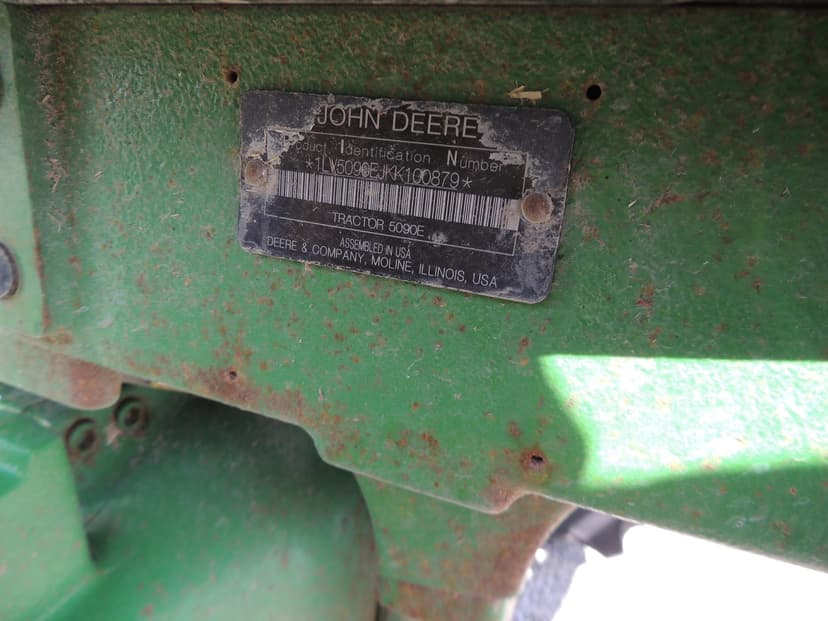 JOHN DEERE
Product Identification Number
*1LV5090EJKK100879*
TRACTOR 5090E
ASSEMBLED IN USA
DEERE & COMPANY, MOLINE, ILLINOIS, USA